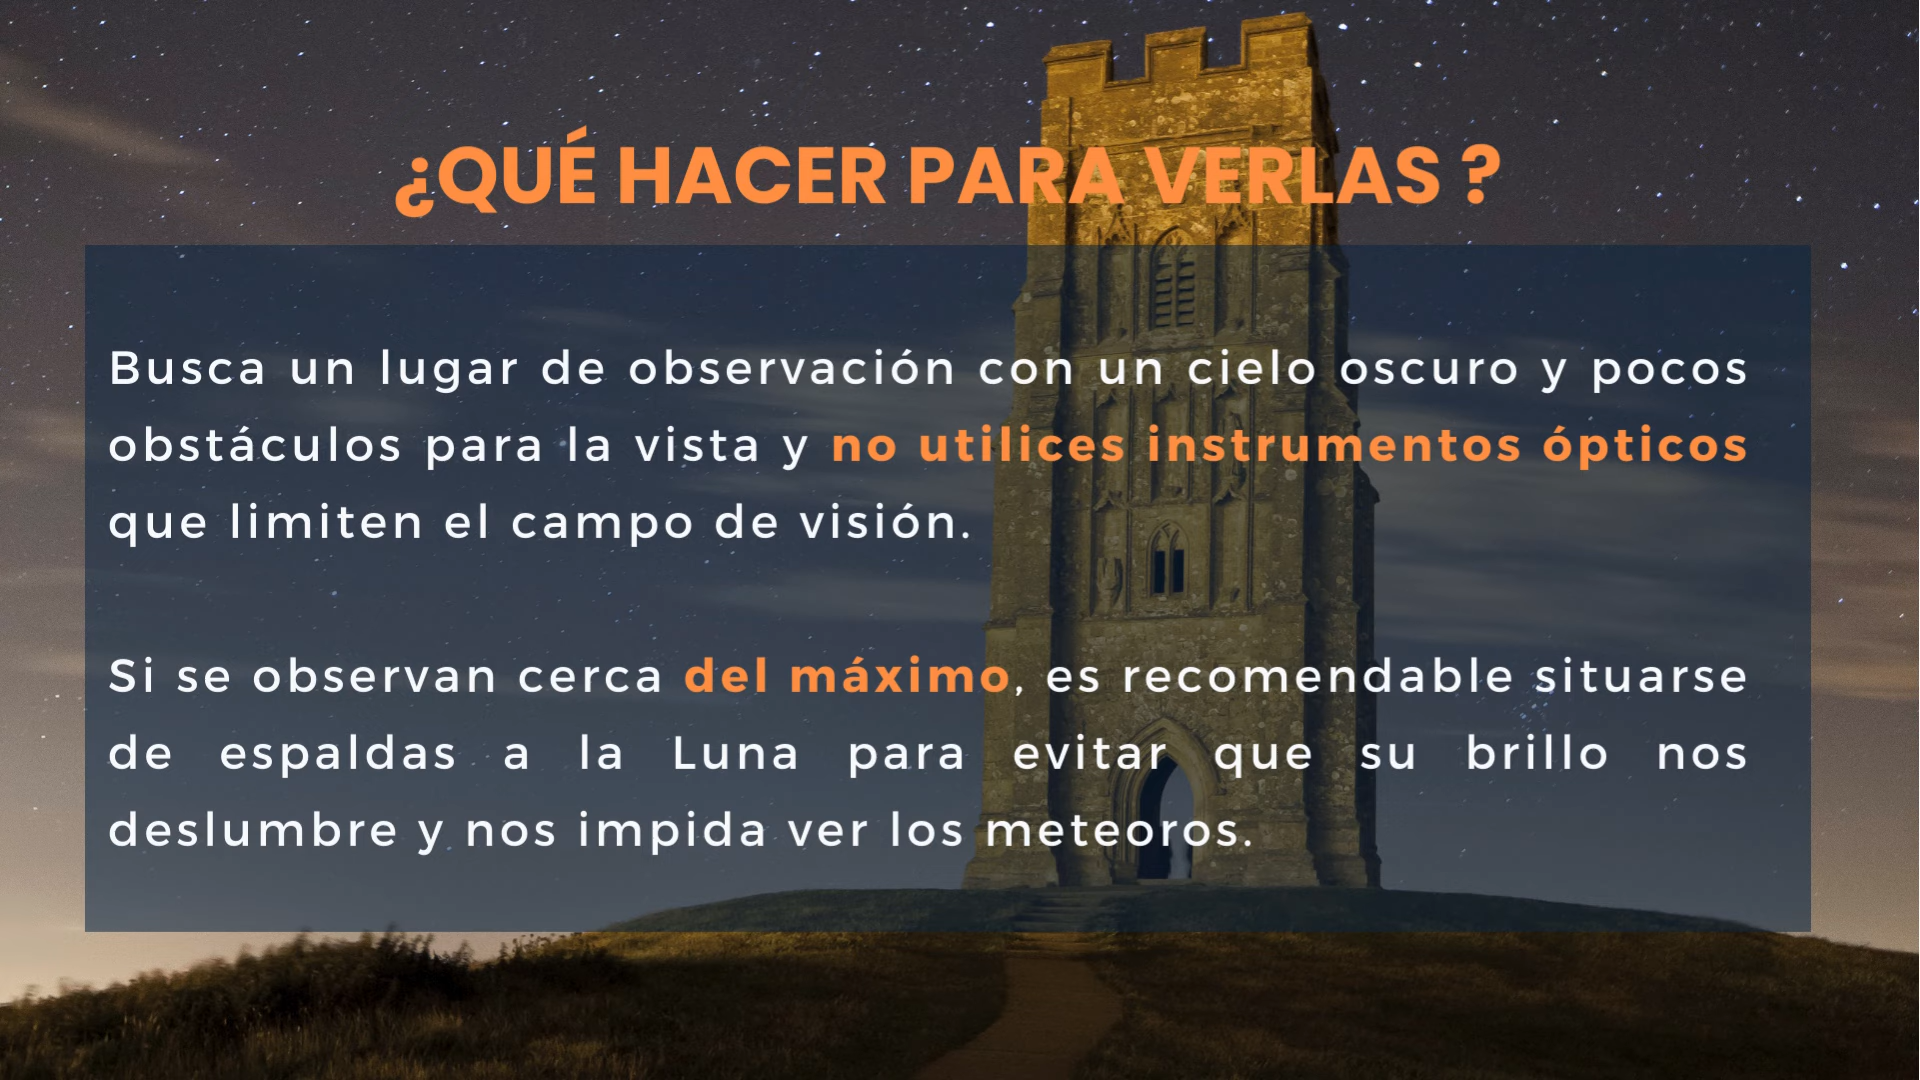 ¿QUÉ HACER PARA VERLAS ?
Busca un lugar de observación con un cielo oscuro y pocos
obstáculos para la vista y no utilices instrumentos ópticos
que limiten el campo de visión.
Si se observan cerca del máximo, es recomendable situarse
de espaldas a la Luna para evitar que su brillo nos
deslumbre y nos impida ver los meteoros.